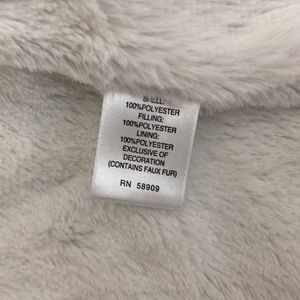 SHELL:
100%POLYESTER
FILLING:
100%POLYESTER
LINING:
100%POLYESTER
EXCLUSIVE OF
DECORATION
(CONTAINS FAUX FUR)
RN 58909